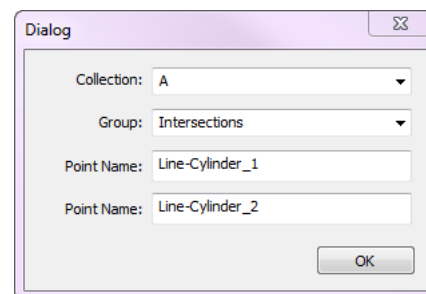 Dialog
Collection: A
Group: Intersections
Point Name: Line-Cylinder_1
Point Name: Line-Cylinder_2
OK